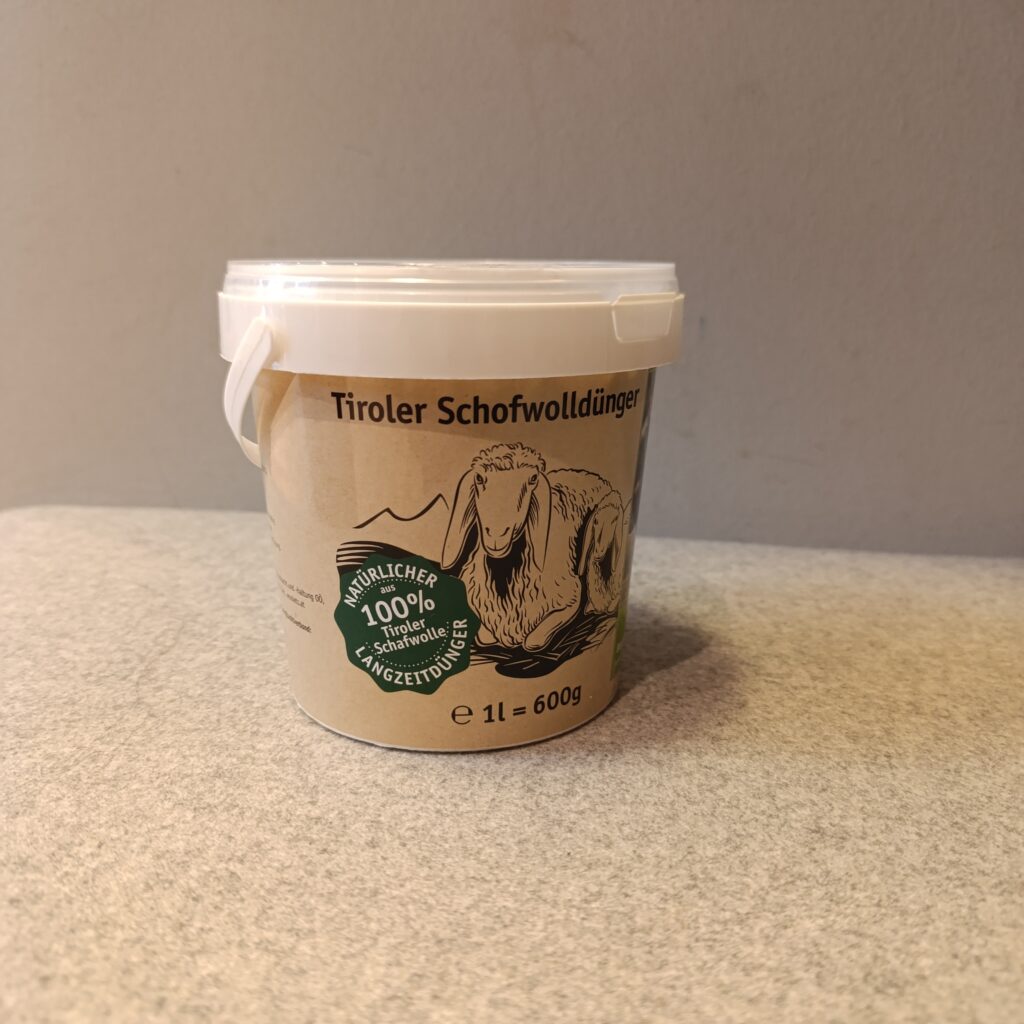 Tiroler Schofwolldünger
NATÜRLICHER
aus
100%
Tiroler
Schafwolle
LANGZEITDÜNGER
℮ 1l = 600g